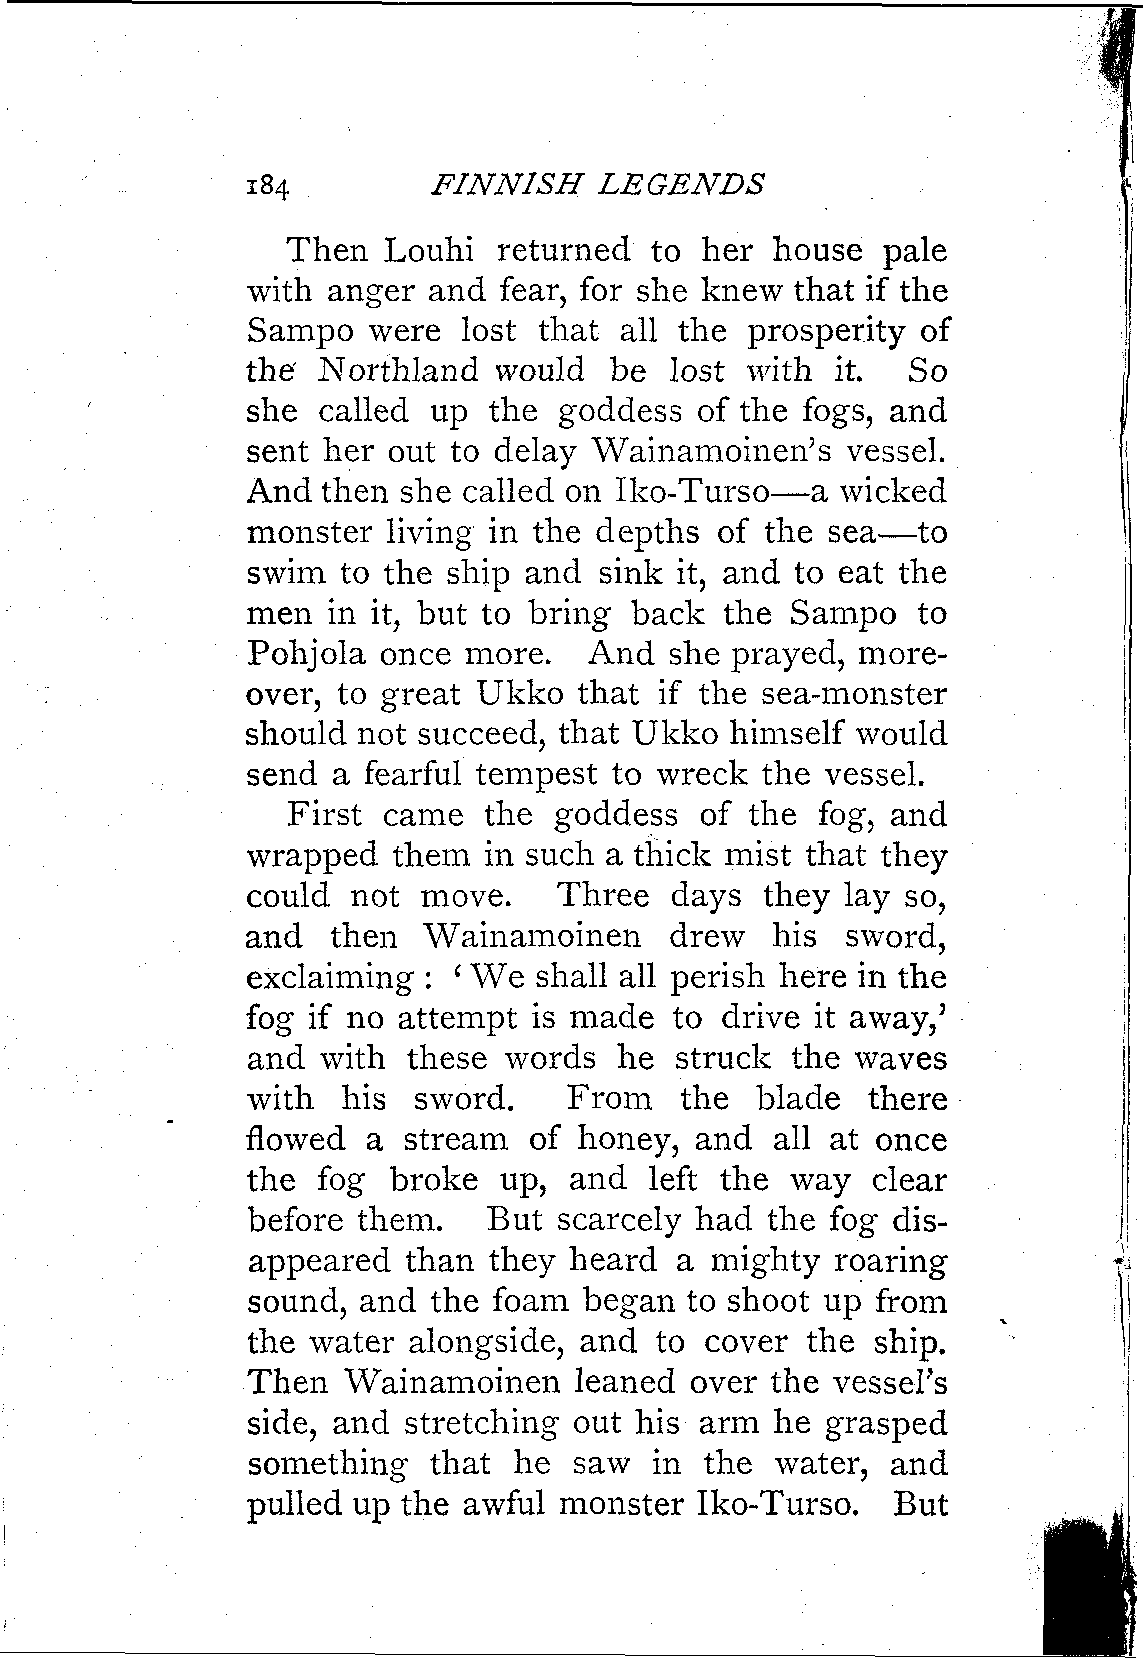 184 FINNISH LEGENDS
Then Louhi returned to her house pale
with anger and fear, for she knew that if the
Sampo were lost that all the prosperity of
the Northland would be lost with it. So
she called up the goddess of the fogs, and
sent her out to delay Wainamoinen's vessel.
And then she called on Iko-Turso—a wicked
monster living in the depths of the sea—to
swim to the ship and sink it, and to eat the
men in it, but to bring back the Sampo to
Pohjola once more. And she prayed, more-
over, to great Ukko that if the sea-monster
should not succeed, that Ukko himself would
send a fearful tempest to wreck the vessel.
First came the goddess of the fog, and
wrapped them in such a thick mist that they
could not move. Three days they lay so,
and then Wainamoinen drew his sword,
exclaiming : ‘ We shall all perish here in the
fog if no attempt is made to drive it away,’
and with these words he struck the waves
with his sword. From the blade there
flowed a stream of honey, and all at once
the fog broke up, and left the way clear
before them. But scarcely had the fog dis-
appeared than they heard a mighty roaring
sound, and the foam began to shoot up from
the water alongside, and to cover the ship.
Then Wainamoinen leaned over the vessel's
side, and stretching out his arm he grasped
something that he saw in the water, and
pulled up the awful monster Iko-Turso. But